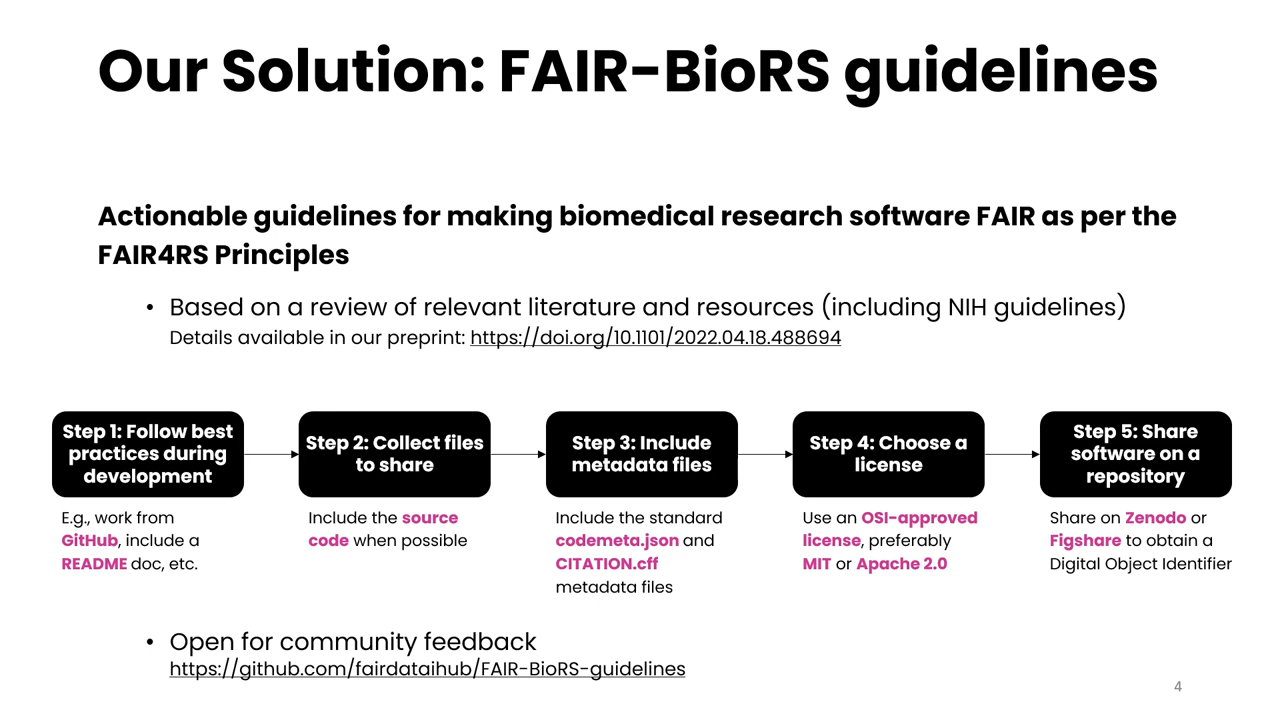 Our Solution: FAIR-BioRS guidelines
Actionable guidelines for making biomedical research software FAIR as per the
FAIR4RS Principles
• Based on a review of relevant literature and resources (including NIH guidelines)
Details available in our preprint: https://doi.org/10.1101/2022.04.18.488694
Step 1: Follow best
practices during
development
E.g., work from
GitHub, include a
README doc, etc.
Step 2: Collect files
to share
Include the source
code when possible
Step 3: Include
metadata files
Include the standard
codemeta.json and
CITATION.cff
metadata files
Step 4: Choose a
license
Use an OSI-approved
license, preferably
MIT or Apache 2.0
Step 5: Share
software on a
repository
Share on Zenodo or
Figshare to obtain a
Digital Object Identifier
• Open for community feedback
https://github.com/fairdataihub/FAIR-BioRS-guidelines
4